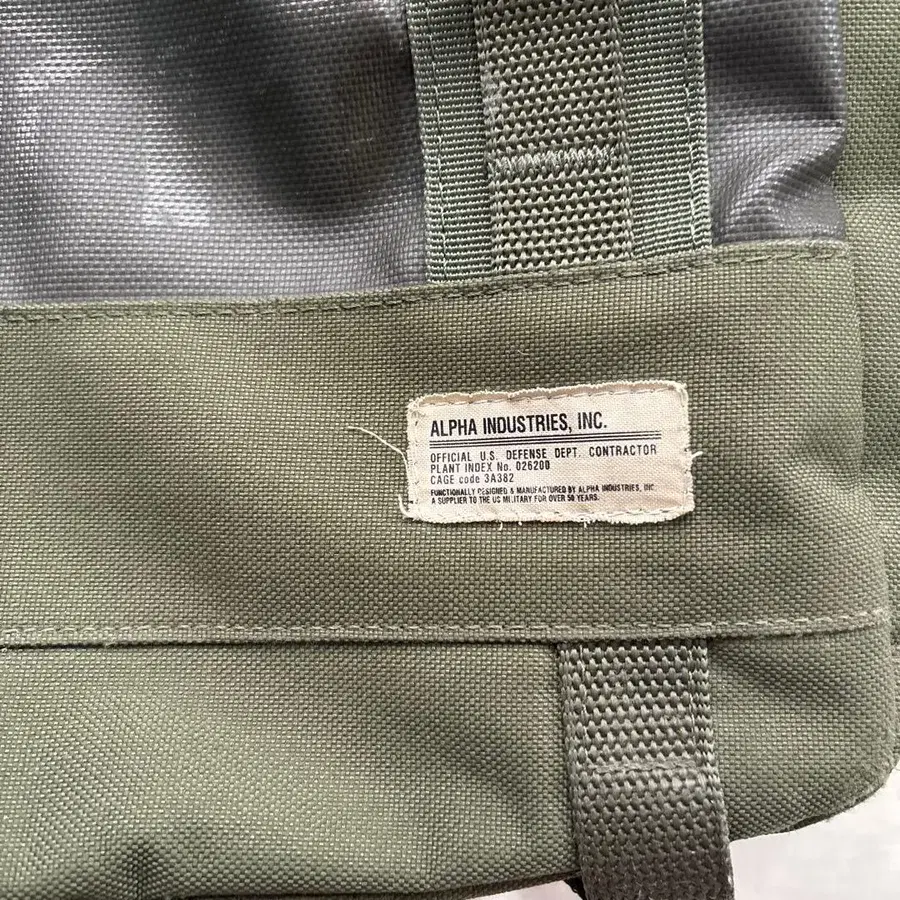 ALPHA INDUSTRIES, INC.
OFFICIAL U.S. DEFENSE DEPT. CONTRACTOR
PLANT INDEX No. 026200
CAGE code 3A382
FUNCTIONALLY DESIGNED & MANUFACTURED BY ALPHA INDUSTRIES, INC.
A SUPPLIER TO THE US MILITARY FOR OVER 50 YEARS.